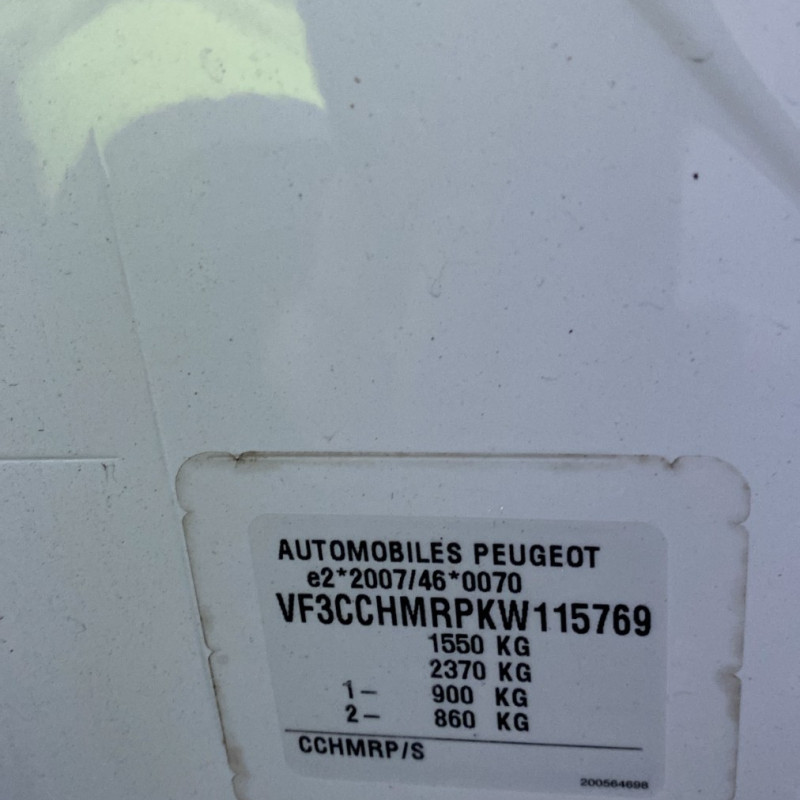 AUTOMOBILES PEUGEOT
e2*2007/46*0070
VF3CCHMRPKW115769
1550 KG
2370 KG
1– 900 KG
2– 860 KG
CCHMRP/S
200564698